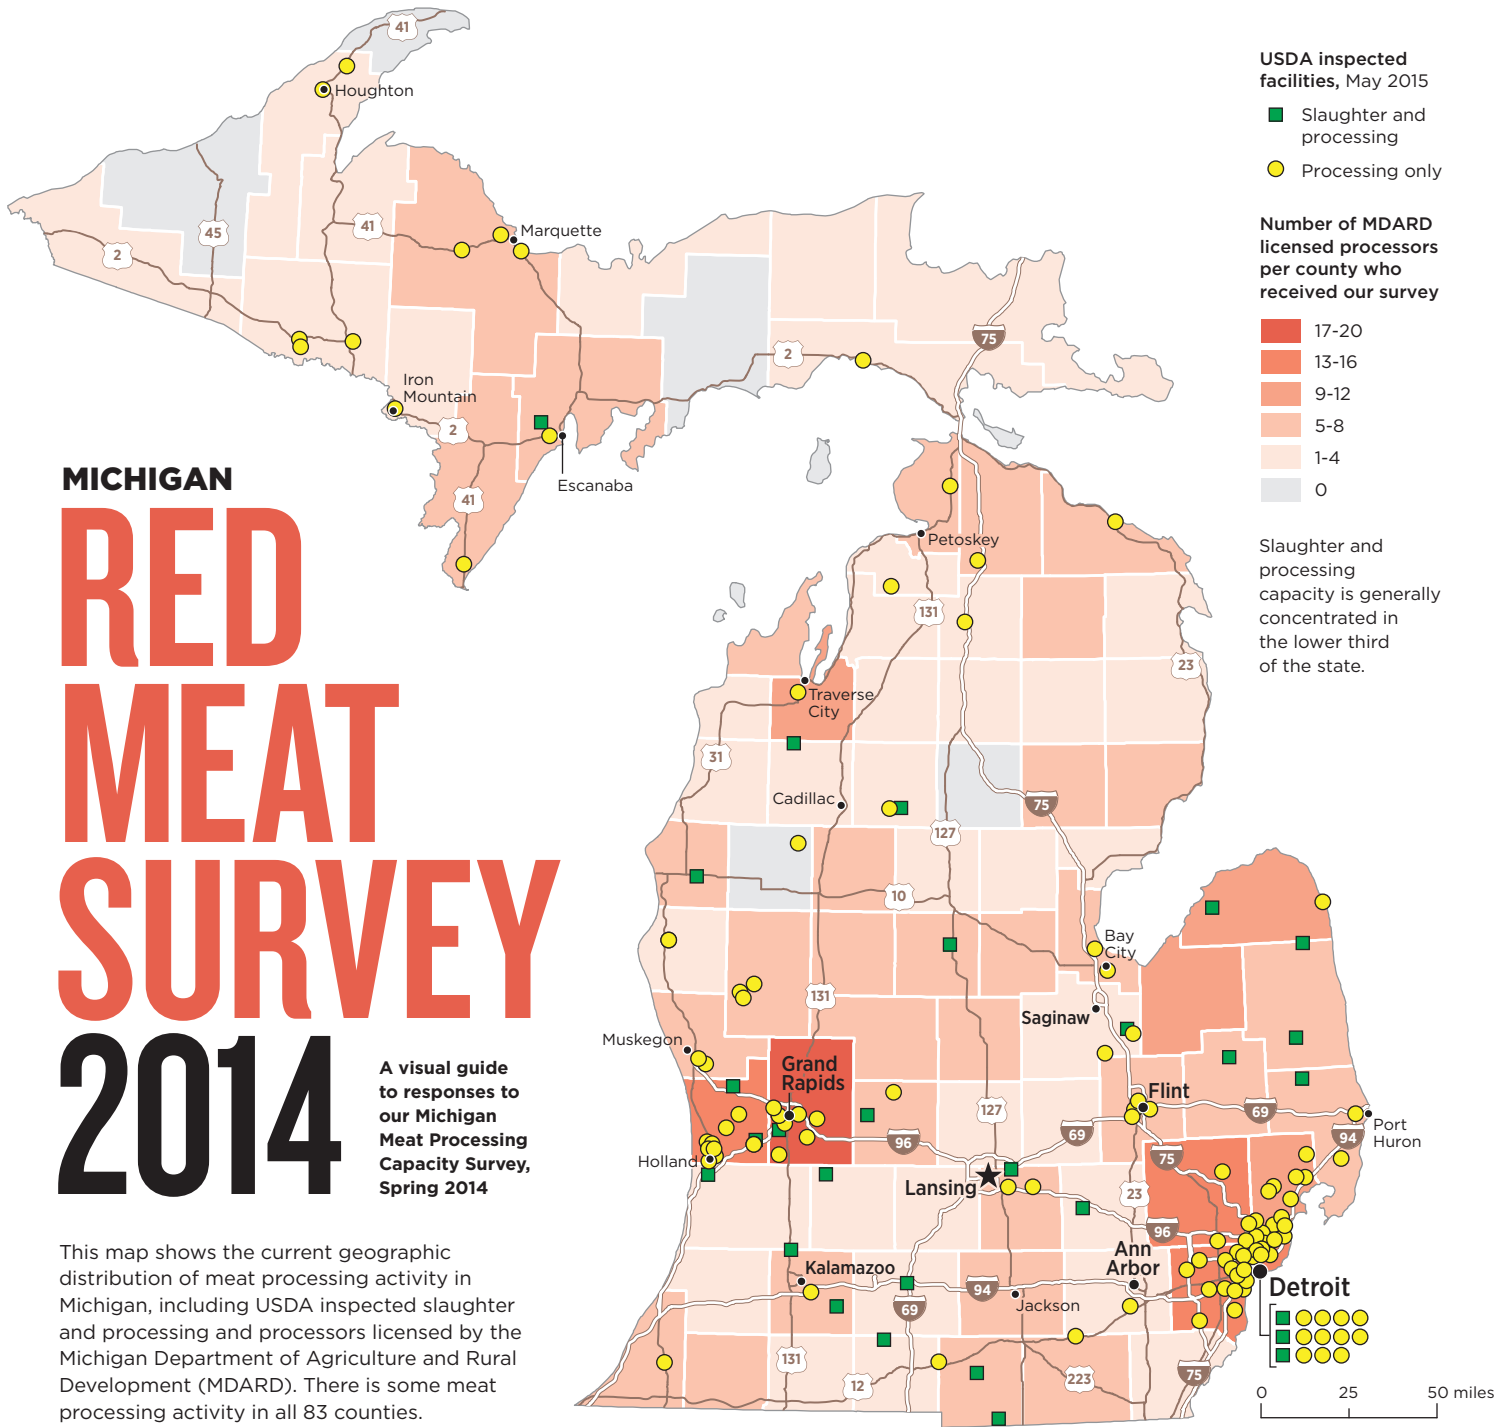 MICHIGAN
RED
MEAT
SURVEY
2014
A visual guide
to responses to
our Michigan
Meat Processing
Capacity Survey,
Spring 2014
This map shows the current geographic
distribution of meat processing activity in
Michigan, including USDA inspected slaughter
and processing and processors licensed by the
Michigan Department of Agriculture and Rural
Development (MDARD). There is some meat
processing activity in all 83 counties.
USDA inspected
facilities, May 2015
Slaughter and
processing
Processing only
Number of MDARD
licensed processors
per county who
received our survey
17-20
13-16
9-12
5-8
1-4
0
Slaughter and
processing
capacity is generally
concentrated in
the lower third
of the state.
41
Houghton
45
41
2
Marquette
75
2
Iron
Mountain
2
Escanaba
41
Petoskey
131
23
Traverse
City
31
Cadillac
75
127
10
Bay
City
131
Saginaw
Muskegon
Grand
Rapids
Flint
127
69
69
Port
Huron
94
96
75
Holland
Lansing
23
96
Ann
Arbor
Kalamazoo
94
Detroit
69
Jackson
131
12
223
75
0
25
50 miles